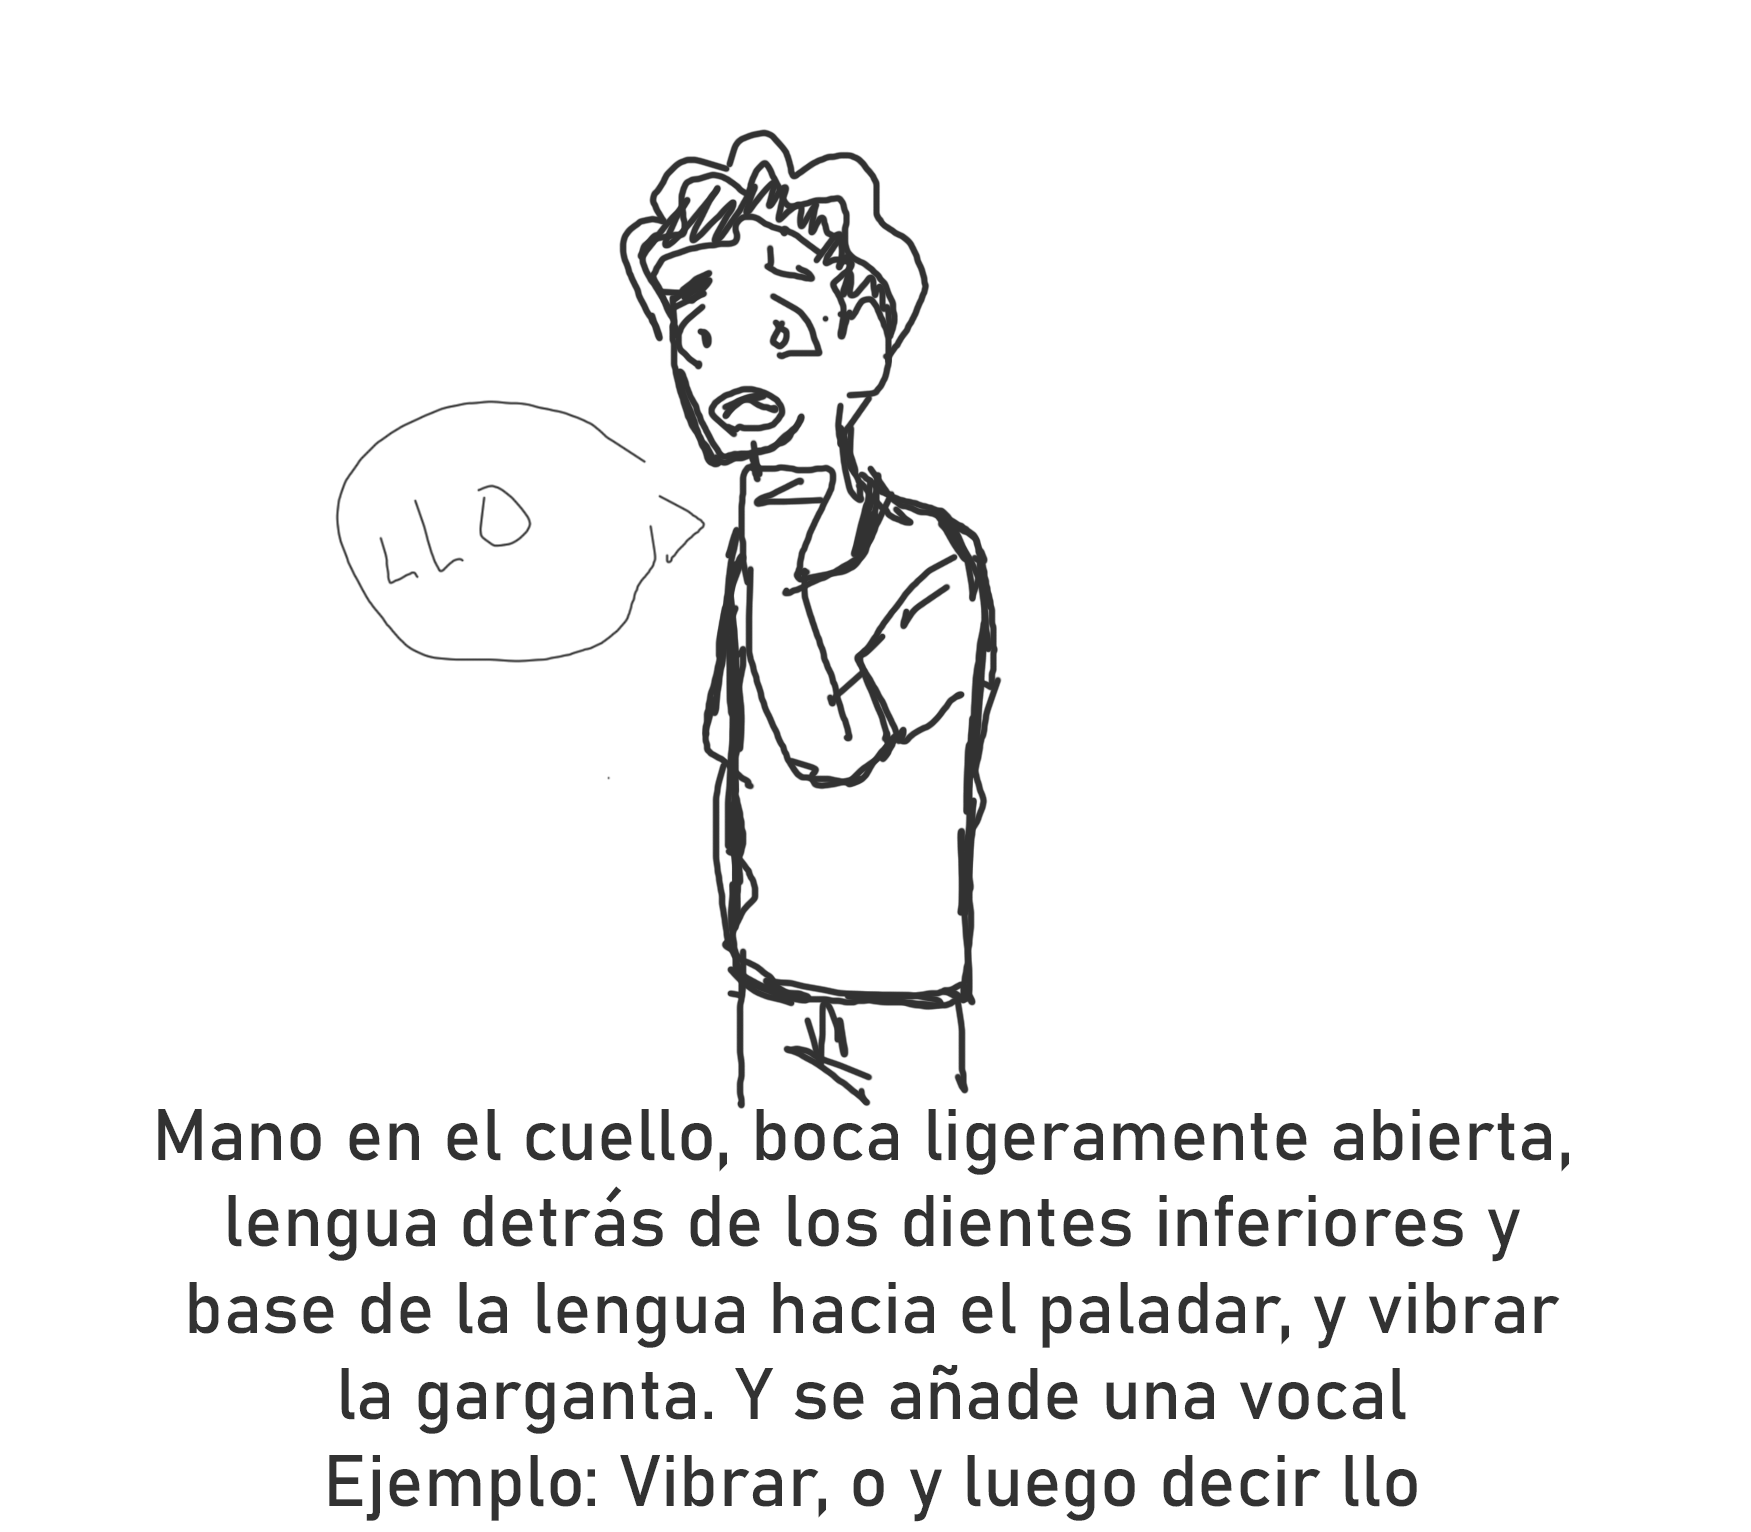 LLO
Mano en el cuello, boca ligeramente abierta,
lengua detrás de los dientes inferiores y
base de la lengua hacia el paladar, y vibrar
la garganta. Y se añade una vocal
Ejemplo: Vibrar, o y luego decir llo